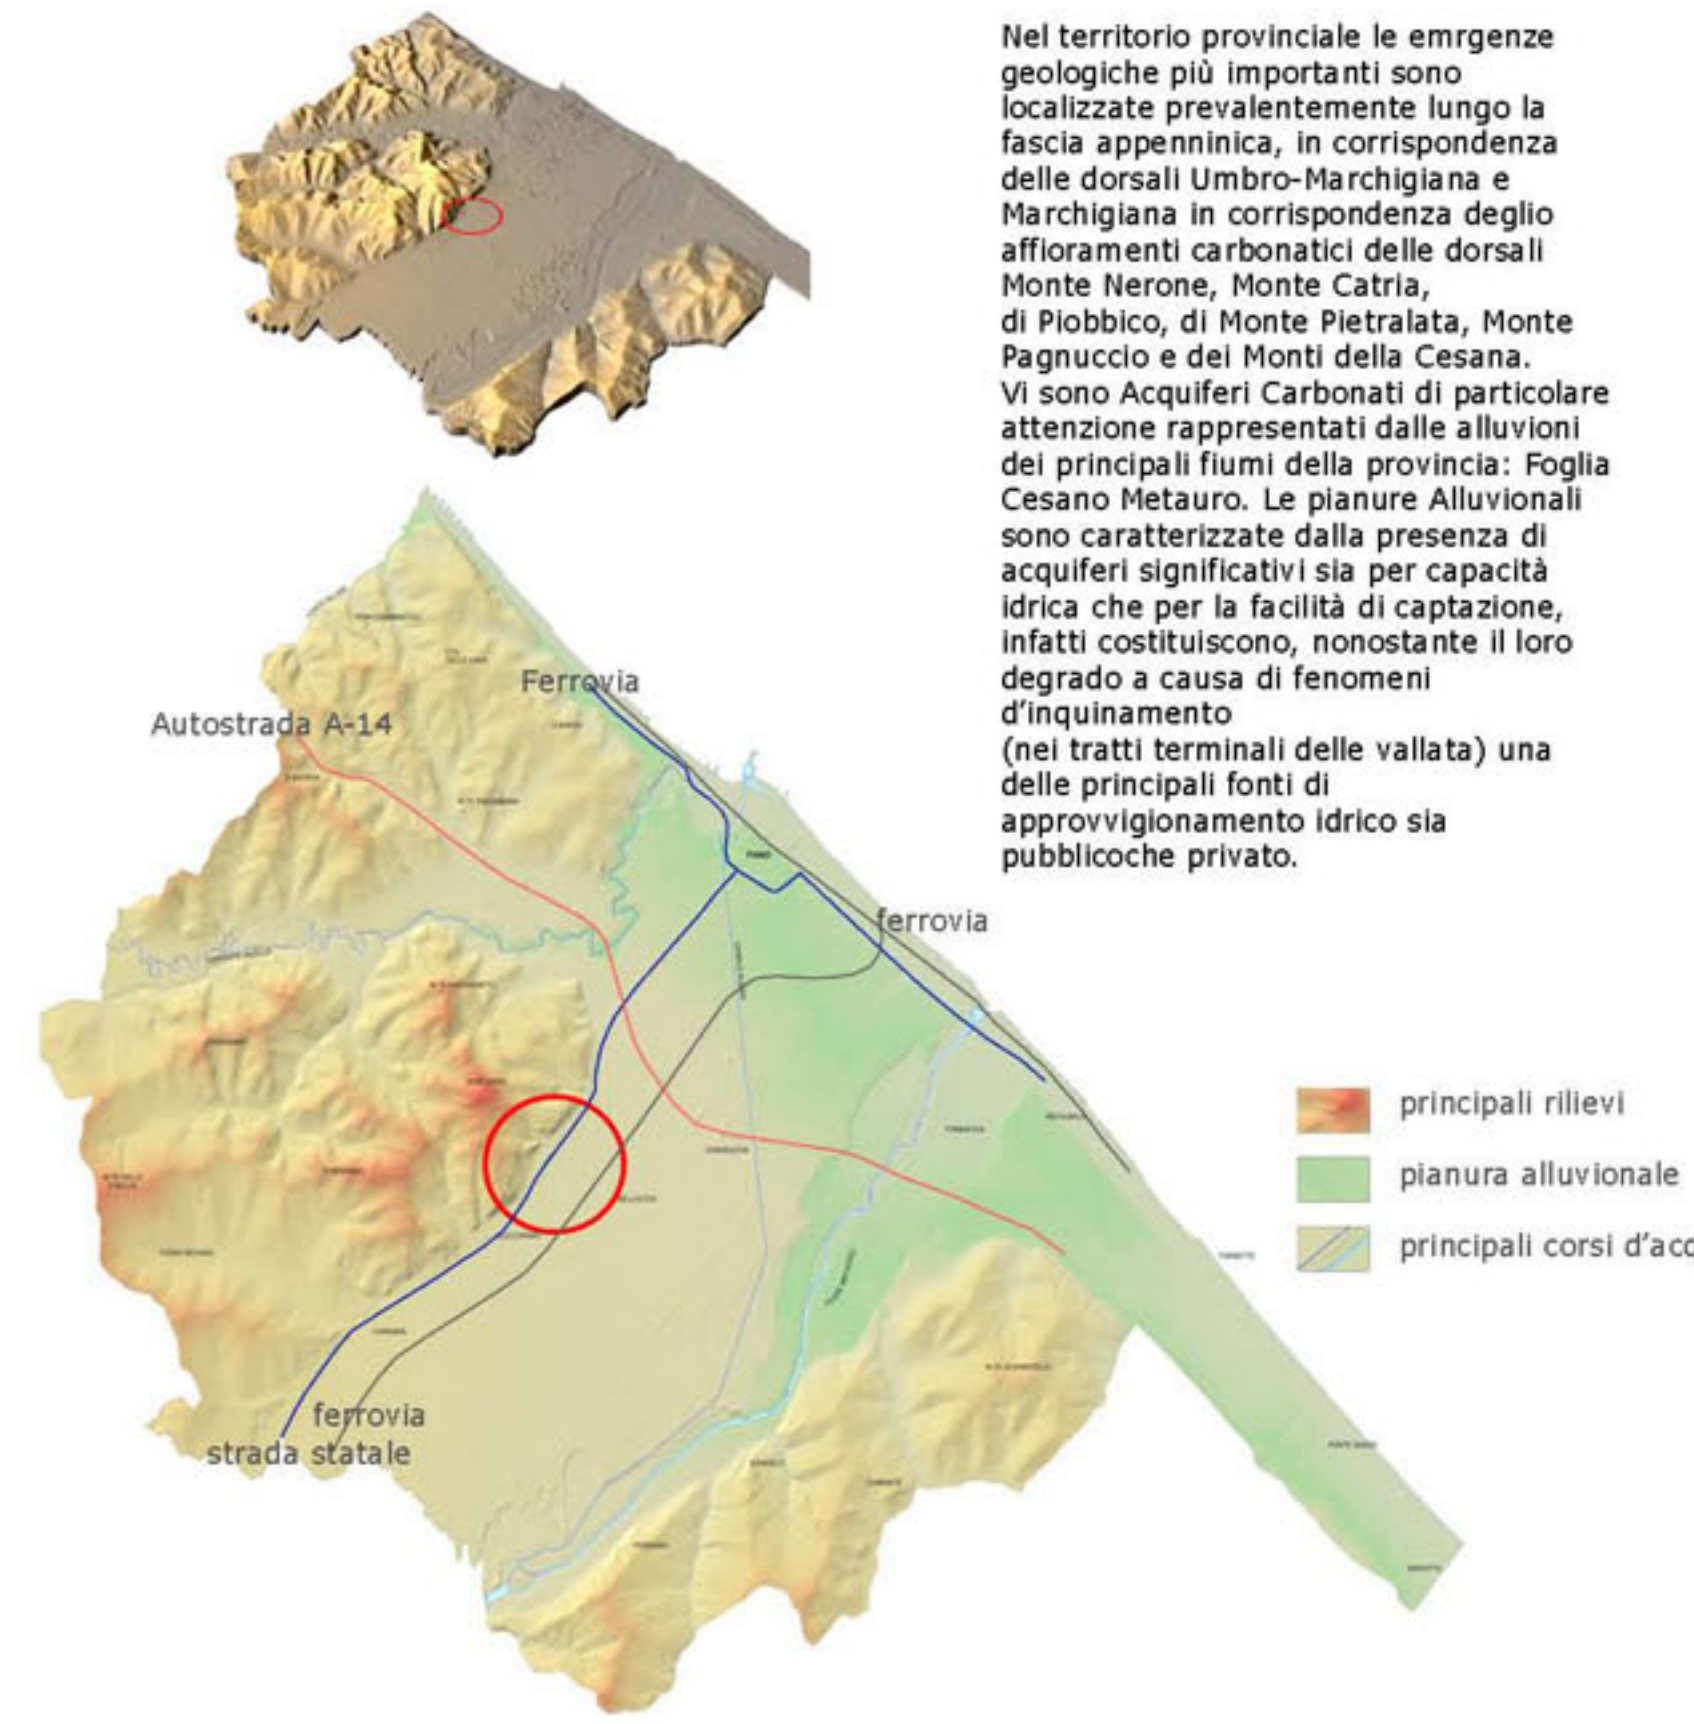 Nel territorio provinciale le emrgenze
geologiche più importanti sono
localizzate prevalentemente lungo la
fascia appenninica, in corrispondenza
delle dorsali Umbro-Marchigiana e
Marchigiana in corrispondenza deglio
affioramenti carbonatici delle dorsali
Monte Nerone, Monte Catria,
di Piobbico, di Monte Pietralata, Monte
Pagnuccio e dei Monti della Cesana.
Vi sono Acquiferi Carbonati di particolare
attenzione rappresentati dalle alluvioni
dei principali fiumi della provincia: Foglia
Cesano Metauro. Le pianure Alluvionali
sono caratterizzate dalla presenza di
acquiferi significativi sia per capacità
idrica che per la facilità di captazione,
infatti costituiscono, nonostante il loro
degrado a causa di fenomeni
d'inquinamento
(nei tratti terminali delle vallata) una
delle principali fonti di
approvvigionamento idrico sia
pubblicoche privato.
Ferrovia
Autostrada A-14
FANO
ferrovia
principali rilievi
pianura alluvionale
principali corsi d'acq
ferrovia
strada statale